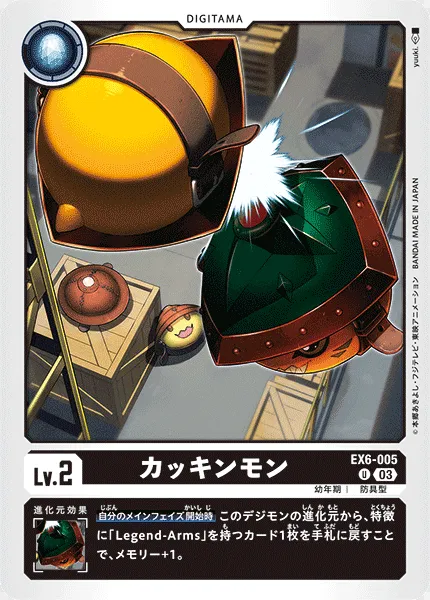 DIGITAMA
yuuki.
©本郷あきよし・フジテレビ・東映アニメーション BANDAI MADE IN JAPAN
EX6-005
Lv.2 カッキンモン U 03
幼年期 | 防具型
進化元効果
自分のメインフェイズ開始時 このデジモンの進化元から、特徴
に「Legend-Arms」を持つカード1枚を手札に戻すこと
で、メモリー+1。